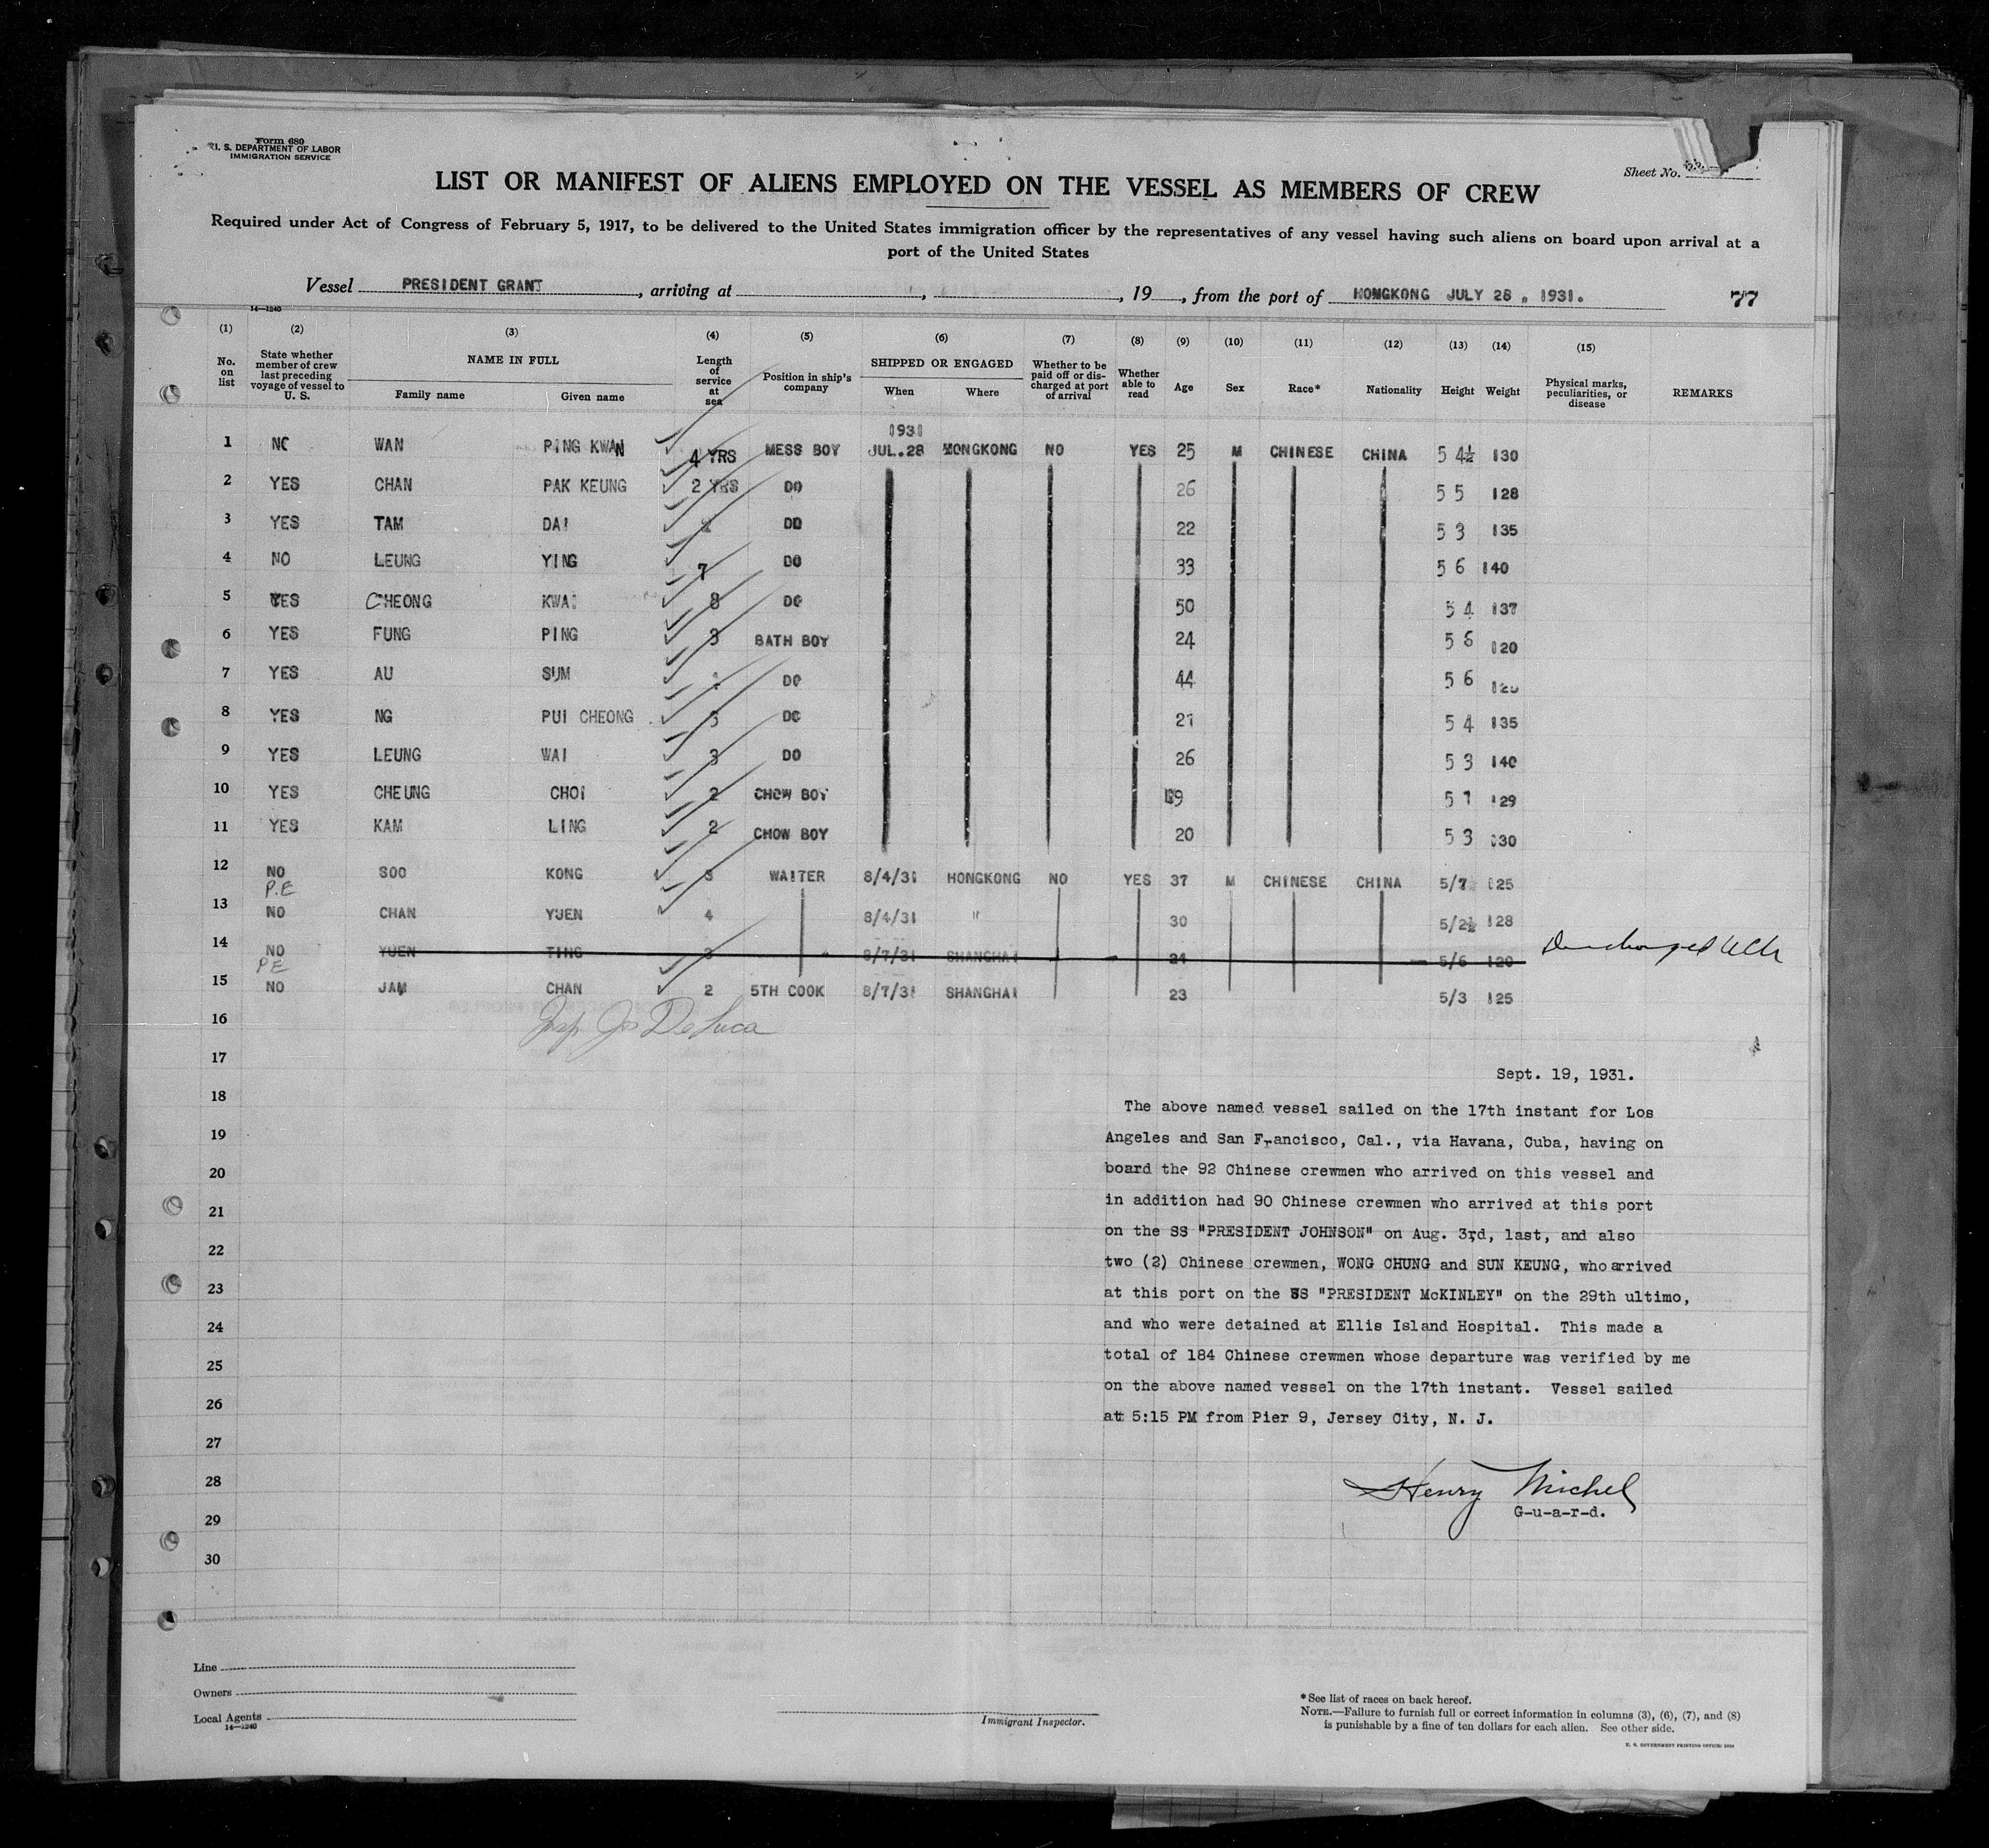 Form 680
U. S. DEPARTMENT OF LABOR
IMMIGRATION SERVICE
Sheet No.
LIST OR MANIFEST OF ALIENS EMPLOYED ON THE VESSEL AS MEMBERS OF CREW
Required under Act of Congress of February 5, 1917, to be delivered to the United States immigration officer by the representatives of any vessel having such aliens on board upon arrival at a
port of the United States
Vessel PRESIDENT GRANT, arriving at , , 19 , from the port of HONGKONG JULY 28, 1931. 77
14—1240
(1) (2) (3) (4) (5) (6) (7) (8) (9) (10) (11) (12) (13) (14) (15)
No. on list State whether member of crew last preceding voyage of vessel to U. S. NAME IN FULL Family name Given name Length of service at sea Position in ship's company SHIPPED OR ENGAGED When Where Whether to be paid off or discharged at port of arrival Whether able to read Age Sex Race* Nationality Height Weight Physical marks, peculiarities, or disease REMARKS
1931
1 NO WAN PING KWAN 4 YRS MESS BOY JUL.28 HONGKONG NO YES 25 M CHINESE CHINA 5 4½ 130
2 YES CHAN PAK KEUNG 2 YRS DO 26 5 5 128
3 YES TAM DAI DO 22 5 3 135
4 NO LEUNG YING 7 DO 33 5 6 140
5 YES CHEONG KWAI 8 DO 50 5 4 137
6 YES FUNG PING 3 BATH BOY 24 5 6 120
7 YES AU SUM DO 44 5 6
8 YES NG PUI CHEONG 3 DO 21 5 4 135
9 YES LEUNG WAI 3 DO 26 5 3 140
10 YES CHEUNG CHOI 2 CHOW BOY 19 5 1 129
11 YES KAM LING 2 CHOW BOY 20 5 3 130
12 NO SOO KONG WAITER 8/4/31 HONGKONG NO YES 37 M CHINESE CHINA 5/7 125
P.E
13 NO CHAN YUEN 4 8/4/31 " 30 5/2½ 128
14 NO YUEN TING 3 8/7/31 SHANGHAI 24 5/6 120
PE
15 NO JAM CHAN 2 5TH COOK 8/7/31 SHANGHAI 23 5/3 125
16
Insp Jos De Luca
17
Sept. 19, 1931.
18
The above named vessel sailed on the 17th instant for Los
19
Angeles and San Francisco, Cal., via Havana, Cuba, having on
20
board the 92 Chinese crewmen who arrived on this vessel and
21
in addition had 90 Chinese crewmen who arrived at this port
on the SS "PRESIDENT JOHNSON" on Aug. 3rd, last, and also
22
two (2) Chinese crewmen, WONG CHUNG and SUN KEUNG, who arrived
23
at this port on the SS "PRESIDENT McKINLEY" on the 29th ultimo,
24
and who were detained at Ellis Island Hospital. This made a
25
total of 184 Chinese crewmen whose departure was verified by me
26
on the above named vessel on the 17th instant. Vessel sailed
at 5:15 PM from Pier 9, Jersey City, N. J.
27
28
Henry Michel
29
G-u-a-r-d.
30
Line
Owners
Local Agents
14—1240
Immigrant Inspector.
*See list of races on back hereof.
NOTE.—Failure to furnish full or correct information in columns (3), (6), (7), and (8)
is punishable by a fine of ten dollars for each alien. See other side.
U. S. GOVERNMENT PRINTING OFFICE: